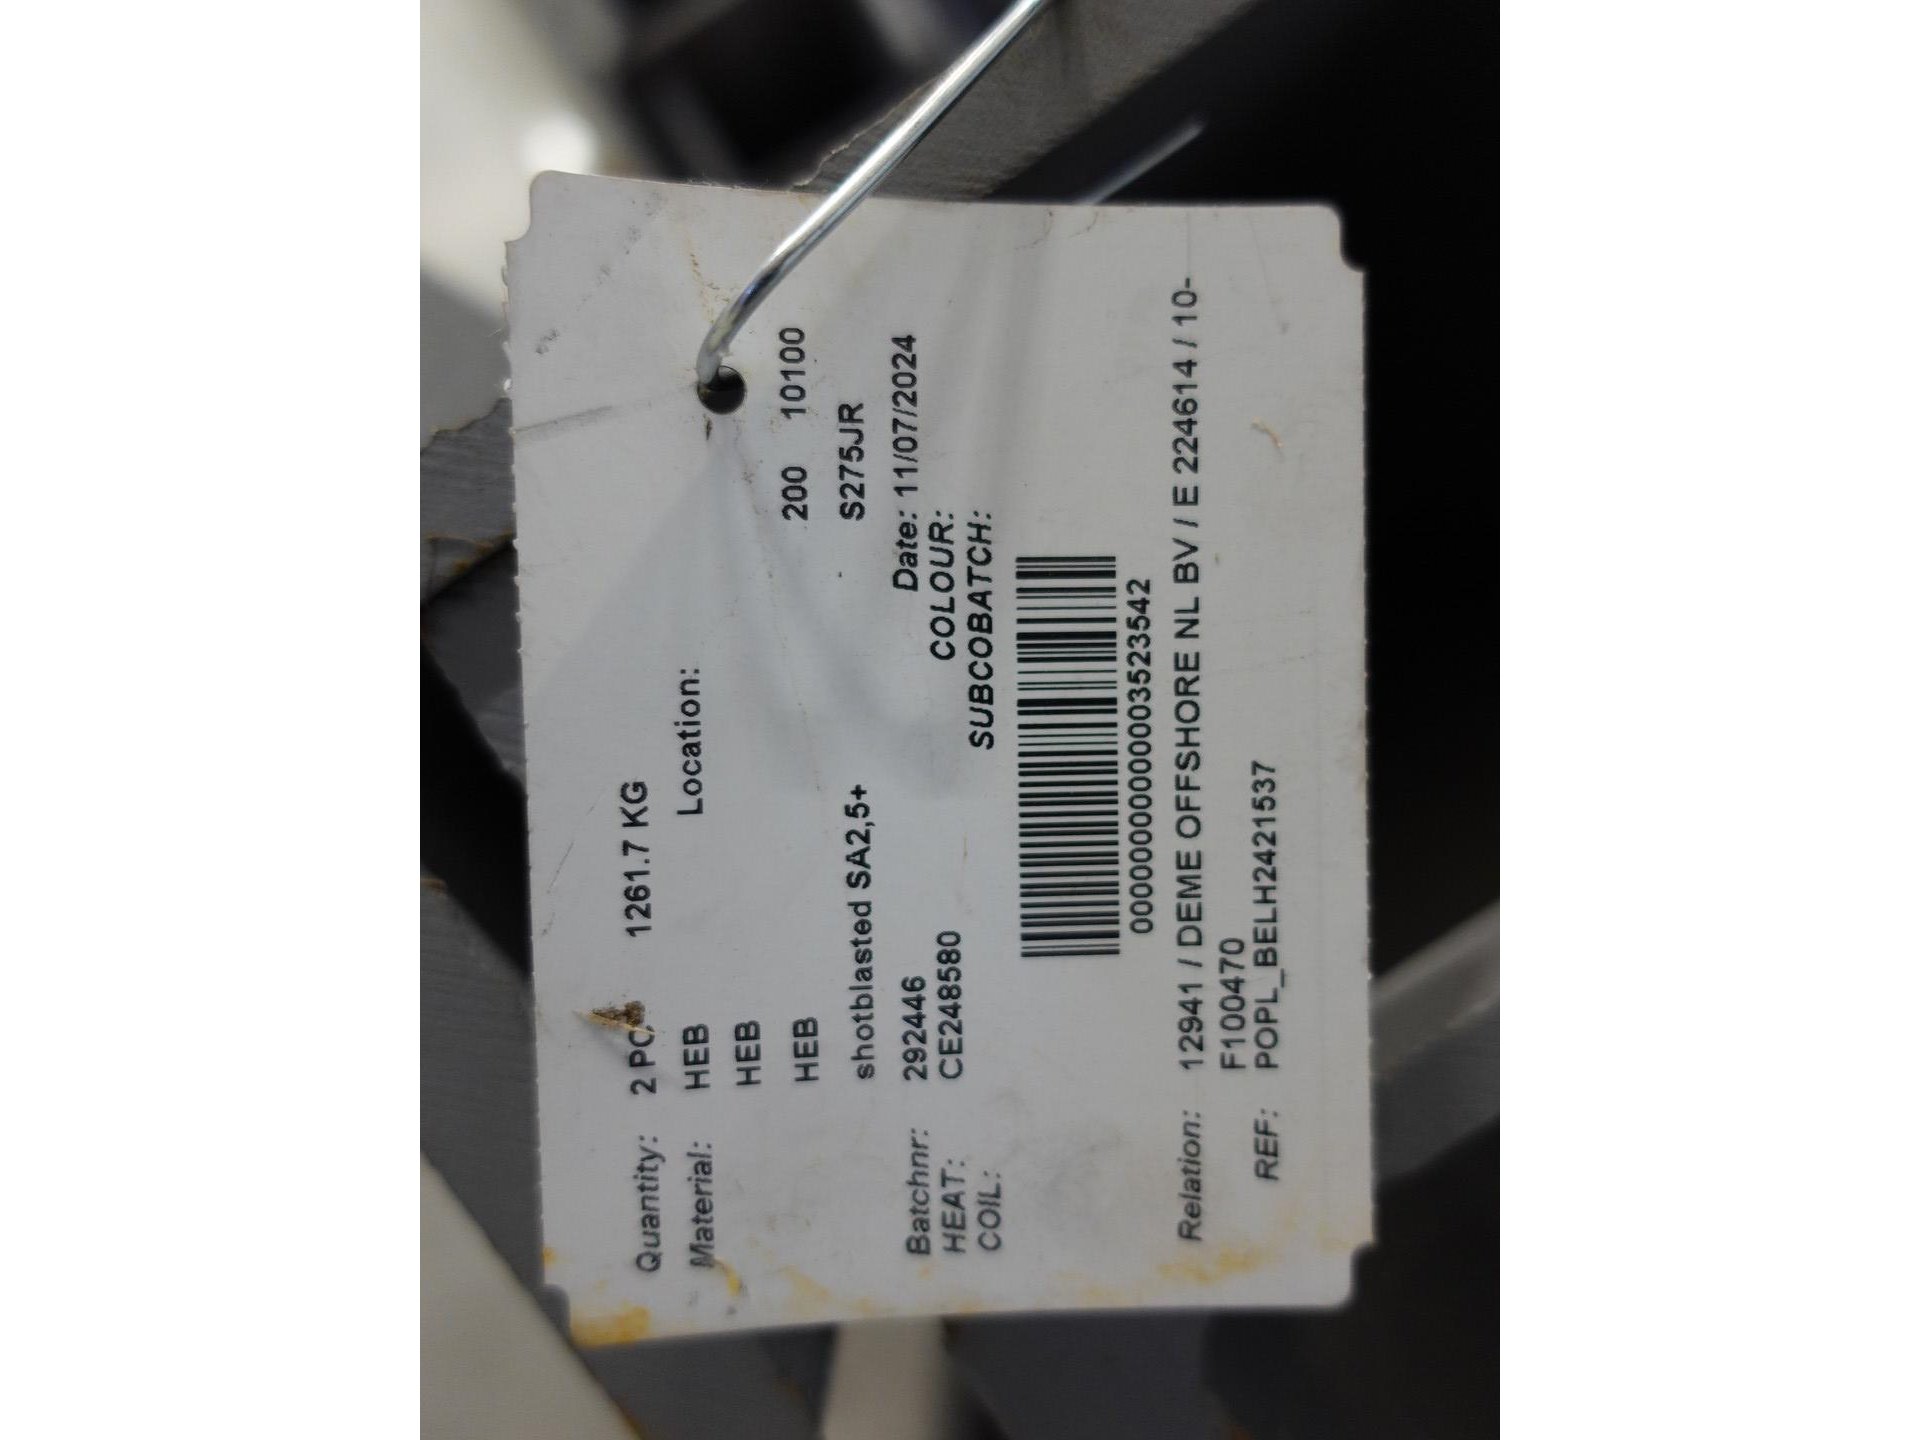 Quantity: 2 PC 1261.7 KG
Material: HEB Location:
HEB
HEB 200 10100
shotblasted SA2,5+ S275JR
Batchnr: 292446 Date: 11/07/2024
HEAT: CE248580 COLOUR:
COIL: SUBCOBATCH:
000000000003523542
Relation: 12941 / DEME OFFSHORE NL BV / E 224614 / 10-
F100470
REF: POPL_BELH2421537